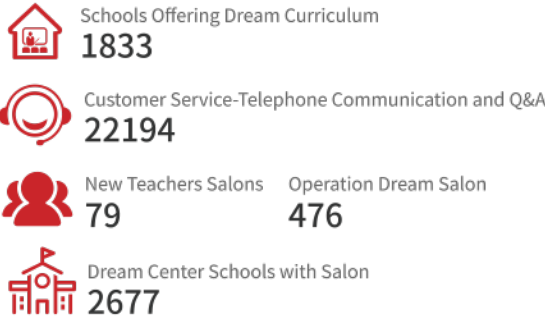 Schools Offering Dream Curriculum
1833
Customer Service-Telephone Communication and Q&A
22194
New Teachers Salons Operation Dream Salon
79 476
Dream Center Schools with Salon
2677